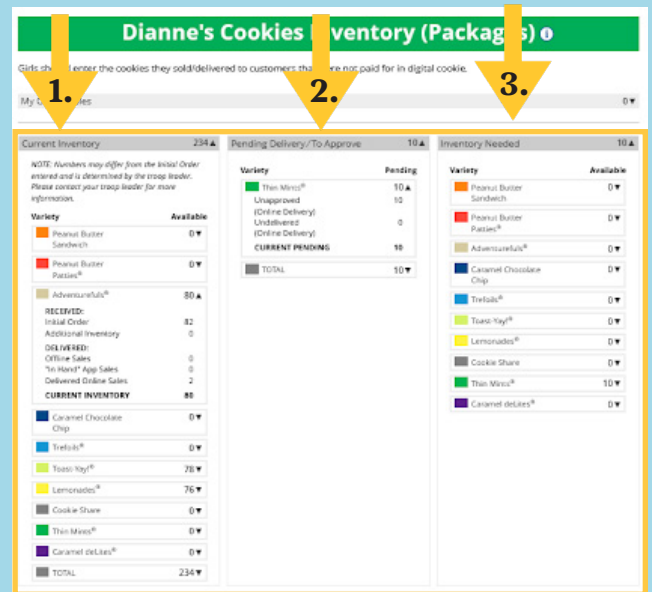 Dianne's Cookies Inventory (Packages) i
Girls should enter the cookies they sold/delivered to customers that were not paid for in digital cookie.
1.
2.
3.
My Cookies
0▼
Current Inventory 234▲
NOTE: Numbers may differ from the Initial Order
entered and is determined by the troop leader.
Please contact your troop leader for more
information.
Variety Available
Peanut Butter
Sandwich 0▼
Peanut Butter
Patties® 0▼
Adventurefuls® 80▲
RECEIVED:
Initial Order 82
Additional Inventory 0
DELIVERED:
Offline Sales 0
"In Hand" App Sales 0
Delivered Online Sales 2
CURRENT INVENTORY 80
Caramel Chocolate
Chip 0▼
Trefoils® 0▼
Toast-Yay!® 78▼
Lemonades® 76▼
Cookie Share 0▼
Thin Mints® 0▼
Caramel deLites® 0▼
TOTAL 234▼
Pending Delivery/To Approve 10▲
Variety Pending
Thin Mints® 10▲
Unapproved 10
(Online Delivery)
Undelivered 0
(Online Delivery)
CURRENT PENDING 10
TOTAL 10▼
Inventory Needed 10▲
Variety Available
Peanut Butter
Sandwich 0▼
Peanut Butter
Patties® 0▼
Adventurefuls® 0▼
Caramel Chocolate
Chip 0▼
Trefoils® 0▼
Toast-Yay!® 0▼
Lemonades® 0▼
Cookie Share 0▼
Thin Mints® 10▼
Caramel deLites® 0▼